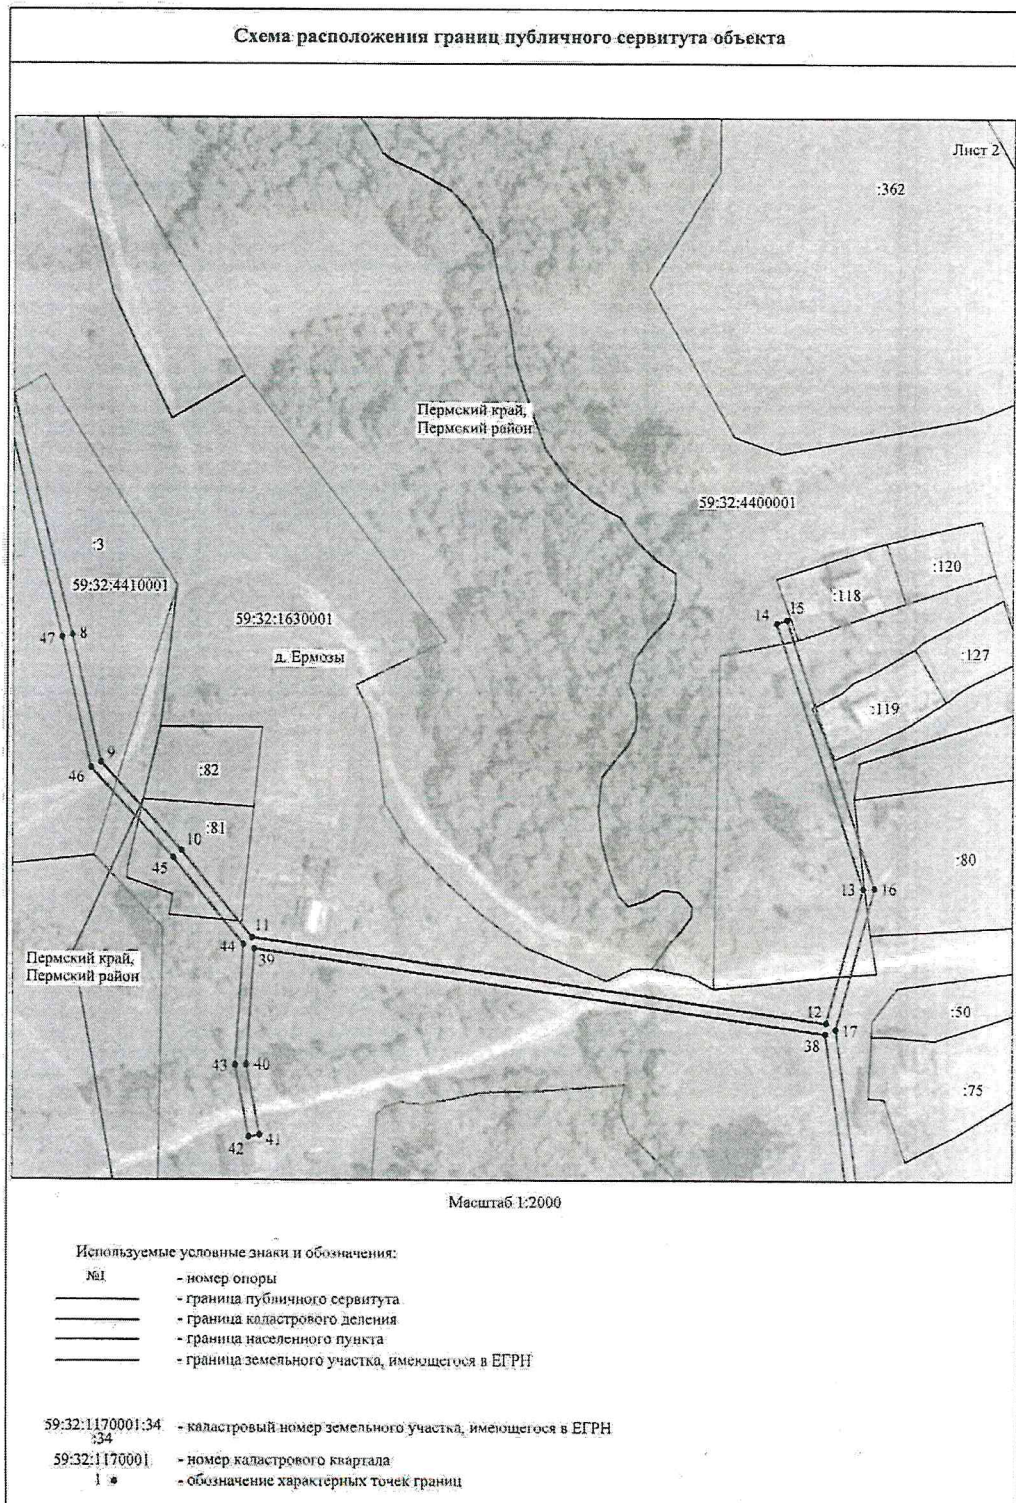 Схема расположения границ публичного сервитута объекта
Лист 2
:362
Пермский край,
Пермский район
59:32:4400001
:3
59:32:4410001
:120
:118
14
15
59:32:1630001
47
8
д. Ермозы
:127
:119
9
46
:82
:81
10
45
:80
13
16
11
44
39
Пермский край,
Пермский район
12
17
38
:50
43
40
:75
42
41
Масштаб 1:2000
Используемые условные знаки и обозначения:
№1 - номер опоры
- граница публичного сервитута
- граница кадастрового деления
- граница населенного пункта
- граница земельного участка, имеющегося в ЕГРН
59:32:1170001:34 - кадастровый номер земельного участка, имеющегося в ЕГРН
:34
59:32:1170001 - номер кадастрового квартала
1 - обозначение характерных точек границ